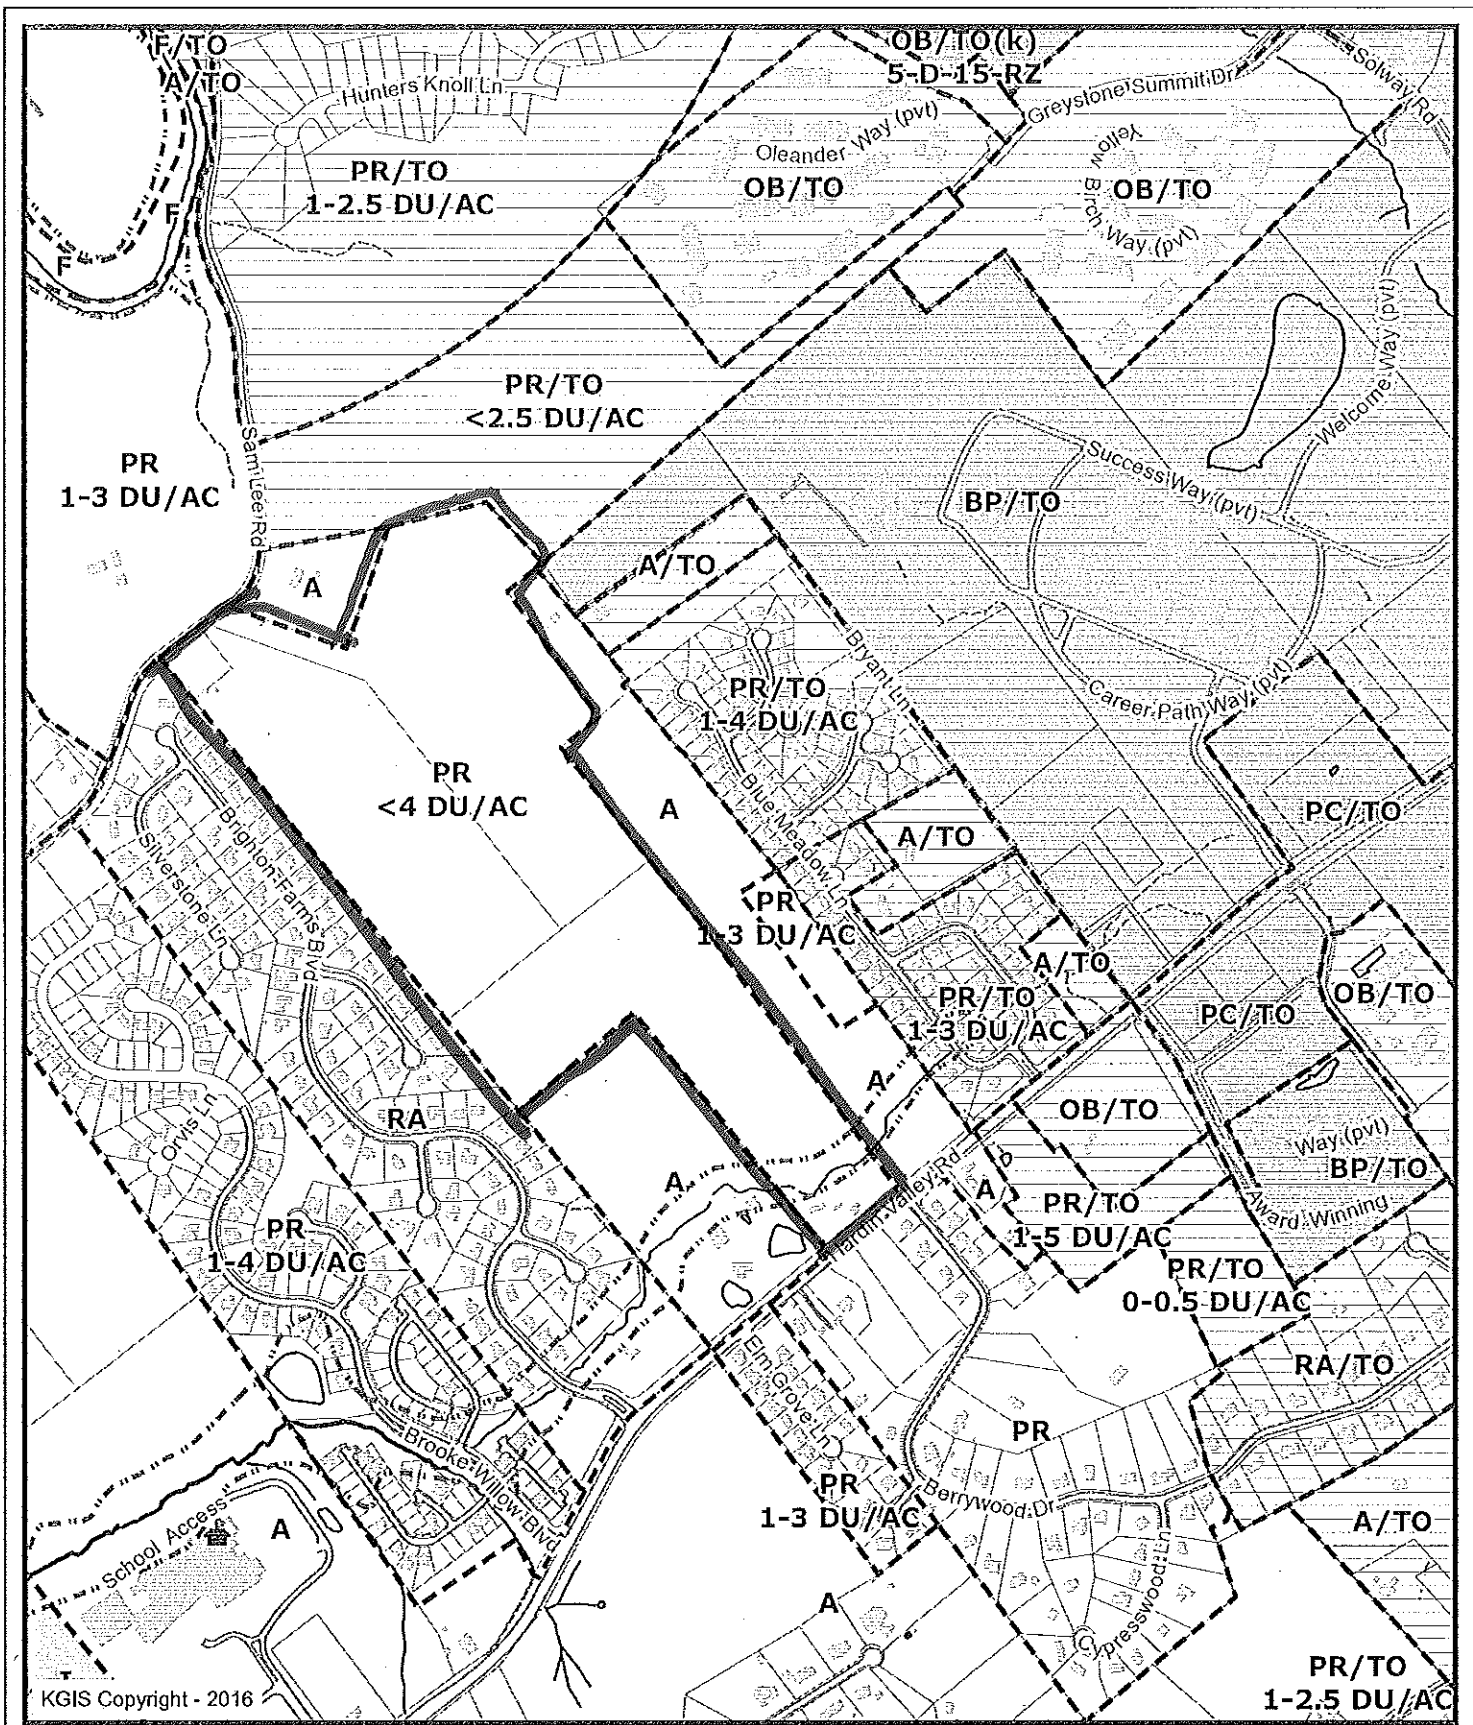 F/TO
A/TO
Hunters Knoll Ln
OB/TO(k)
5-D-15-RZ
Greystone Summit Dr
Solway Rd
Oleander Way (pvt)
OB/TO
Yellow Birch Way (pvt)
OB/TO
PR/TO
1-2.5 DU/AC
F
F
Welcome Way (pvt)
PR/TO
<2.5 DU/AC
Sam Lee Rd
PR
1-3 DU/AC
Success Way (pvt)
BP/TO
A/TO
A
Bryant Ln
PR/TO
1-4 DU/AC
Career Path Way (pvt)
PR
<4 DU/AC
Blue Meadow Ln
A
PC/TO
A/TO
Brighton Farms Blvd
Silverstone Ln
PR
1-3 DU/AC
A/TO
OB/TO
PR/TO
1-3 DU/AC
PC/TO
A
OB/TO
Orvis Ln
RA
Way (pvt)
BP/TO
A
A
Hardin Valley Rd
A
PR/TO
1-5 DU/AC
Award Winning
PR
1-4 DU/AC
PR/TO
0-0.5 DU/AC
RA/TO
Elm Grove Ln
PR
Brooke Willow Blvd
PR
1-3 DU/AC
Berrywood Dr
School Access
A
A/TO
Cypresswood Ln
A
PR/TO
1-2.5 DU/AC
KGIS Copyright - 2016